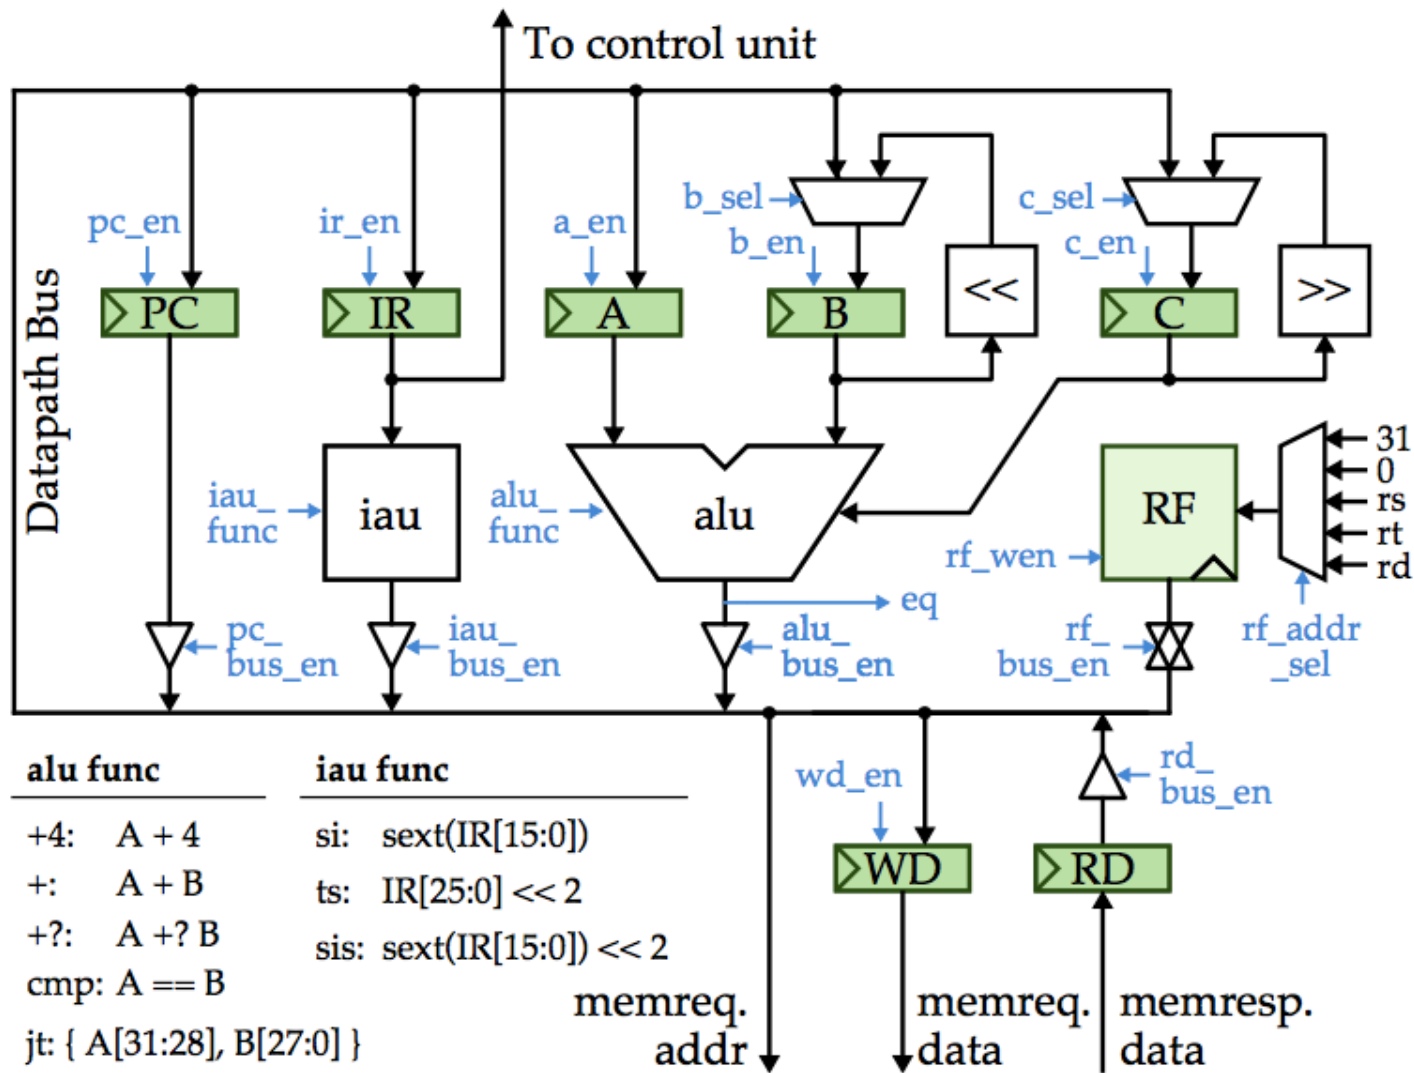 To control unit
b_sel
c_sel
pc_en
ir_en
a_en
b_en
c_en
Datapath Bus
PC
IR
A
B
<<
C
>>
31
0
rs
rt
rd
iau_
func
iau
alu_
func
alu
RF
rf_wen
eq
pc_
bus_en
iau_
bus_en
alu_
bus_en
rf_
bus_en
rf_addr
_sel
alu func
iau func
wd_en
rd_
bus_en
+4: A + 4
si: sext(IR[15:0])
WD
RD
+: A + B
ts: IR[25:0] << 2
+?: A +? B
sis: sext(IR[15:0]) << 2
cmp: A == B
jt: { A[31:28], B[27:0] }
memreq.
addr
memreq.
data
memresp.
data